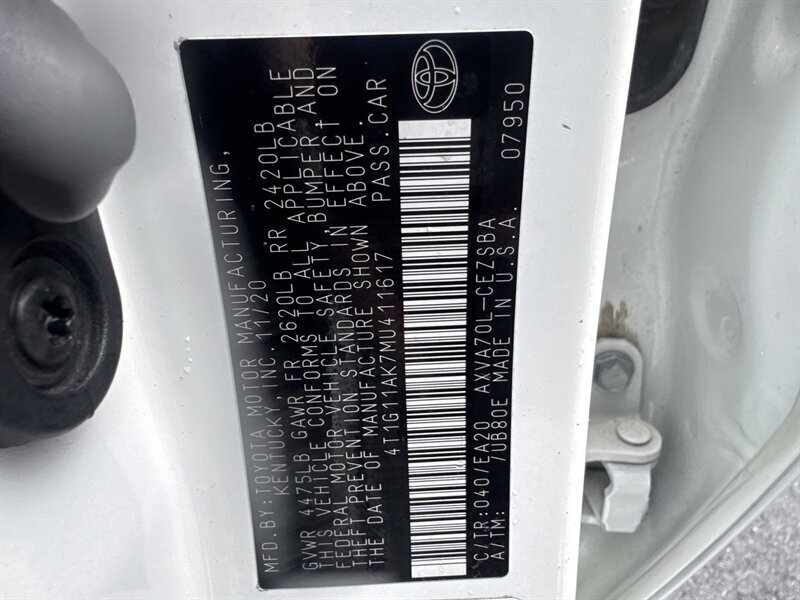 MFD.BY:TOYOTA MOTOR MANUFACTURING,
KENTUCKY INC. 11/20
GVWR 4475LB GAWR FR 2620LB RR 2420LB
THIS VEHICLE CONFORMS TO ALL APPLICABLE
FEDERAL MOTOR VEHICLE SAFETY, BUMPER, AND
THEFT PREVENTION STANDARDS IN EFFECT ON
THE DATE OF MANUFACTURE SHOWN ABOVE.
4T1G11AK7MU411617 PASS.CAR
C/TR:040/EA20 AXVA70L-CEZSBA 07950
A/TM: /UB80E MADE IN U.S.A.